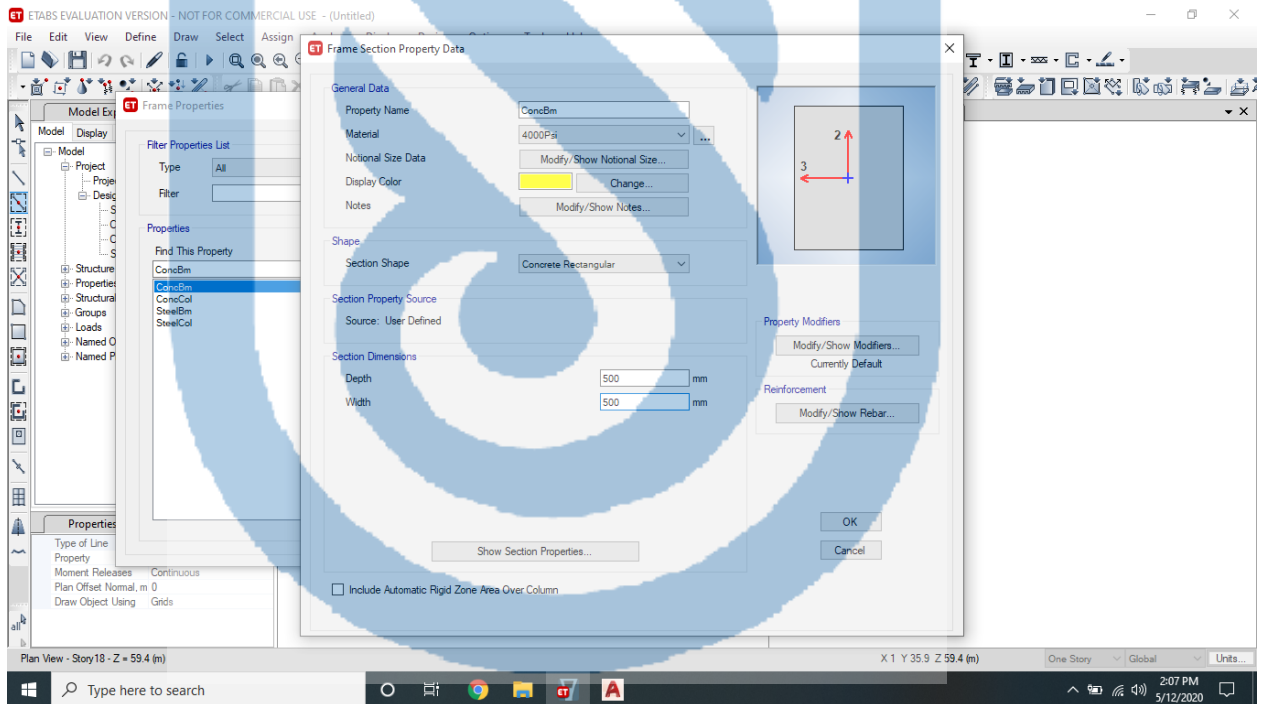 ETABS EVALUATION VERSION - NOT FOR COMMERCIAL USE - (Untitled)
File Edit View Define Draw Select Assign
Frame Section Property Data
Model
Frame Properties
Model Display
Model
Project
Structure
Properties
Structural
Groups
Loads
Named
Named
Filter Properties List
Type All
Filter
Properties
Find This Property
ConcBm
ConcBm
ConcCol
SteelBm
SteelCol
General Data
Property Name ConcBm
Material 4000Psi ...
Notional Size Data Modify/Show Notional Size...
Display Color Change...
Notes Modify/Show Notes...
Shape
Section Shape Concrete Rectangular
Section Property Source
Source: User Defined
Section Dimensions
Depth 500 mm
Width 500 mm
Show Section Properties...
Include Automatic Rigid Zone Area Over Column
2
3
Property Modifiers
Modify/Show Modifiers...
Currently Default
Reinforcement
Modify/Show Rebar...
OK
Cancel
Properties
Type of Line
Property
Moment Releases Continuous
Plan Offset Normal, m 0
Draw Object Using Grids
all
Plan View - Story18 - Z = 59.4 (m) X 1 Y 35.9 Z 59.4 (m) One Story Global Units...
Type here to search
2:07 PM
5/12/2020